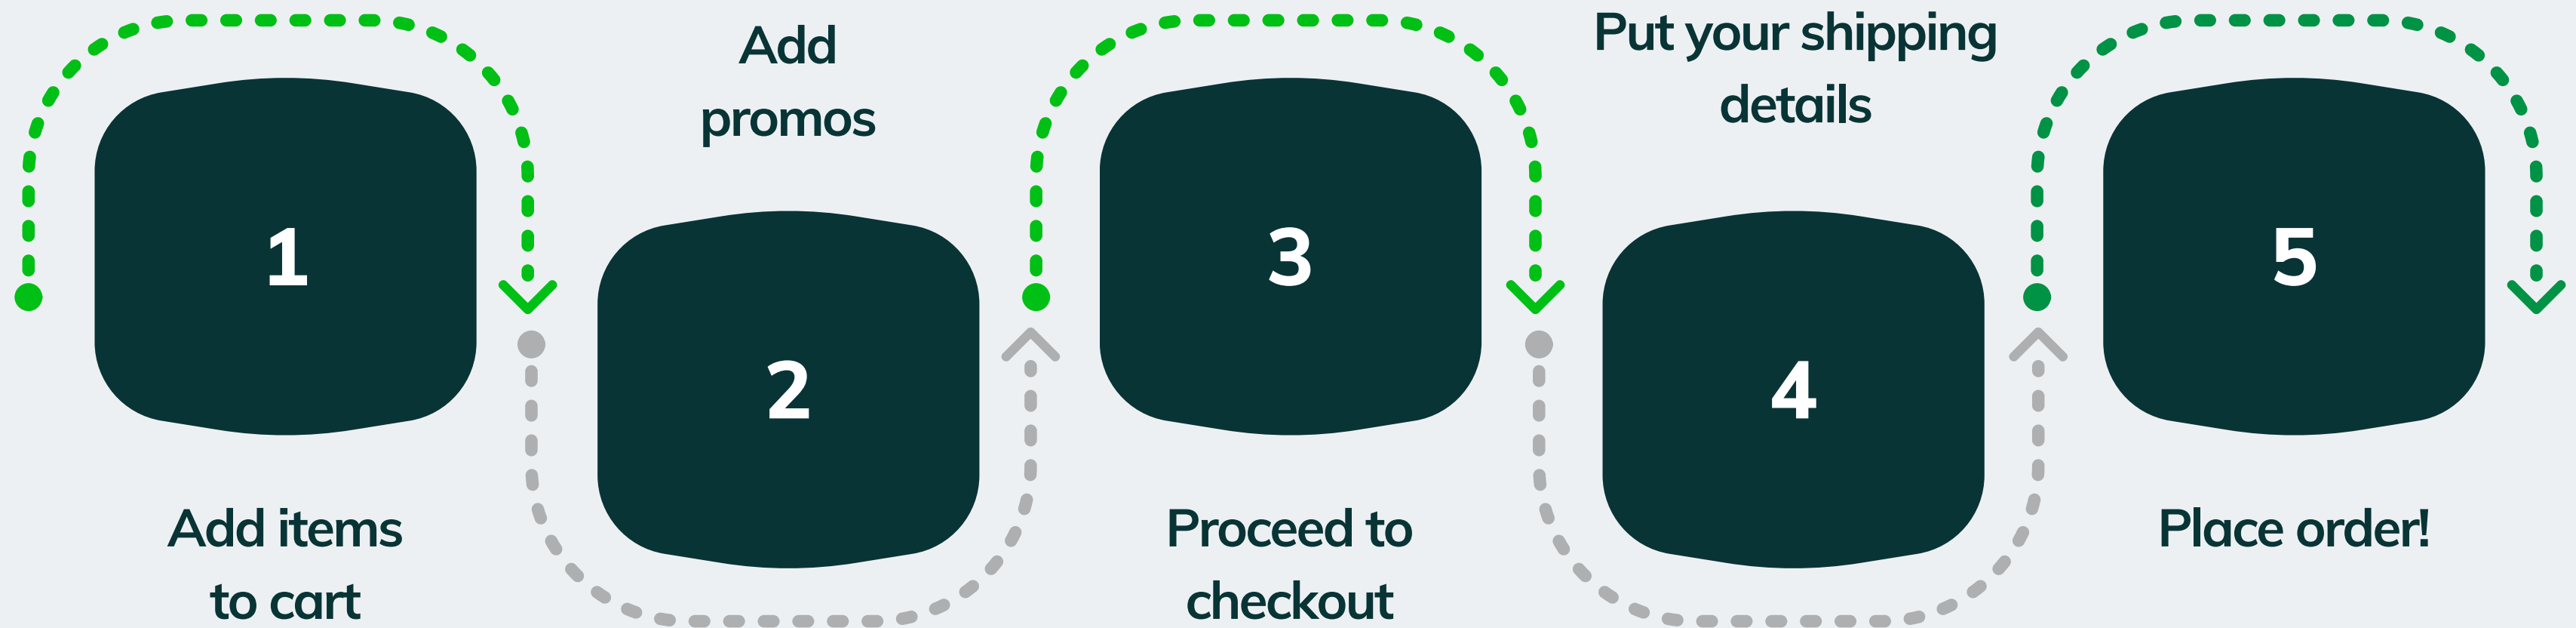 1
Add items
to cart
Add
promos
2
3
Proceed to
checkout
Put your shipping
details
4
5
Place order!